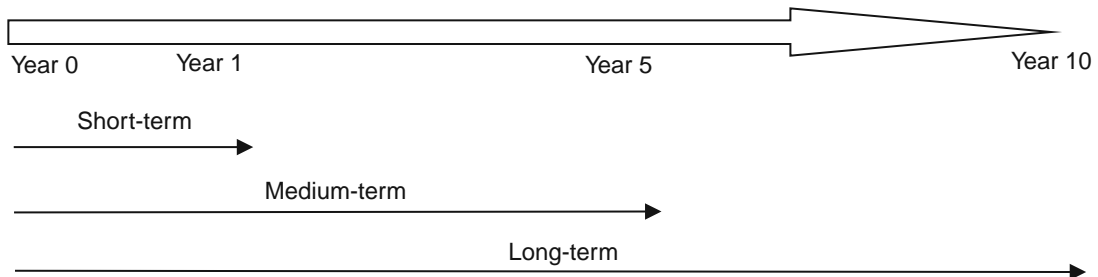 Year 0 Year 1 Year 5 Year 10
Short-term
Medium-term
Long-term